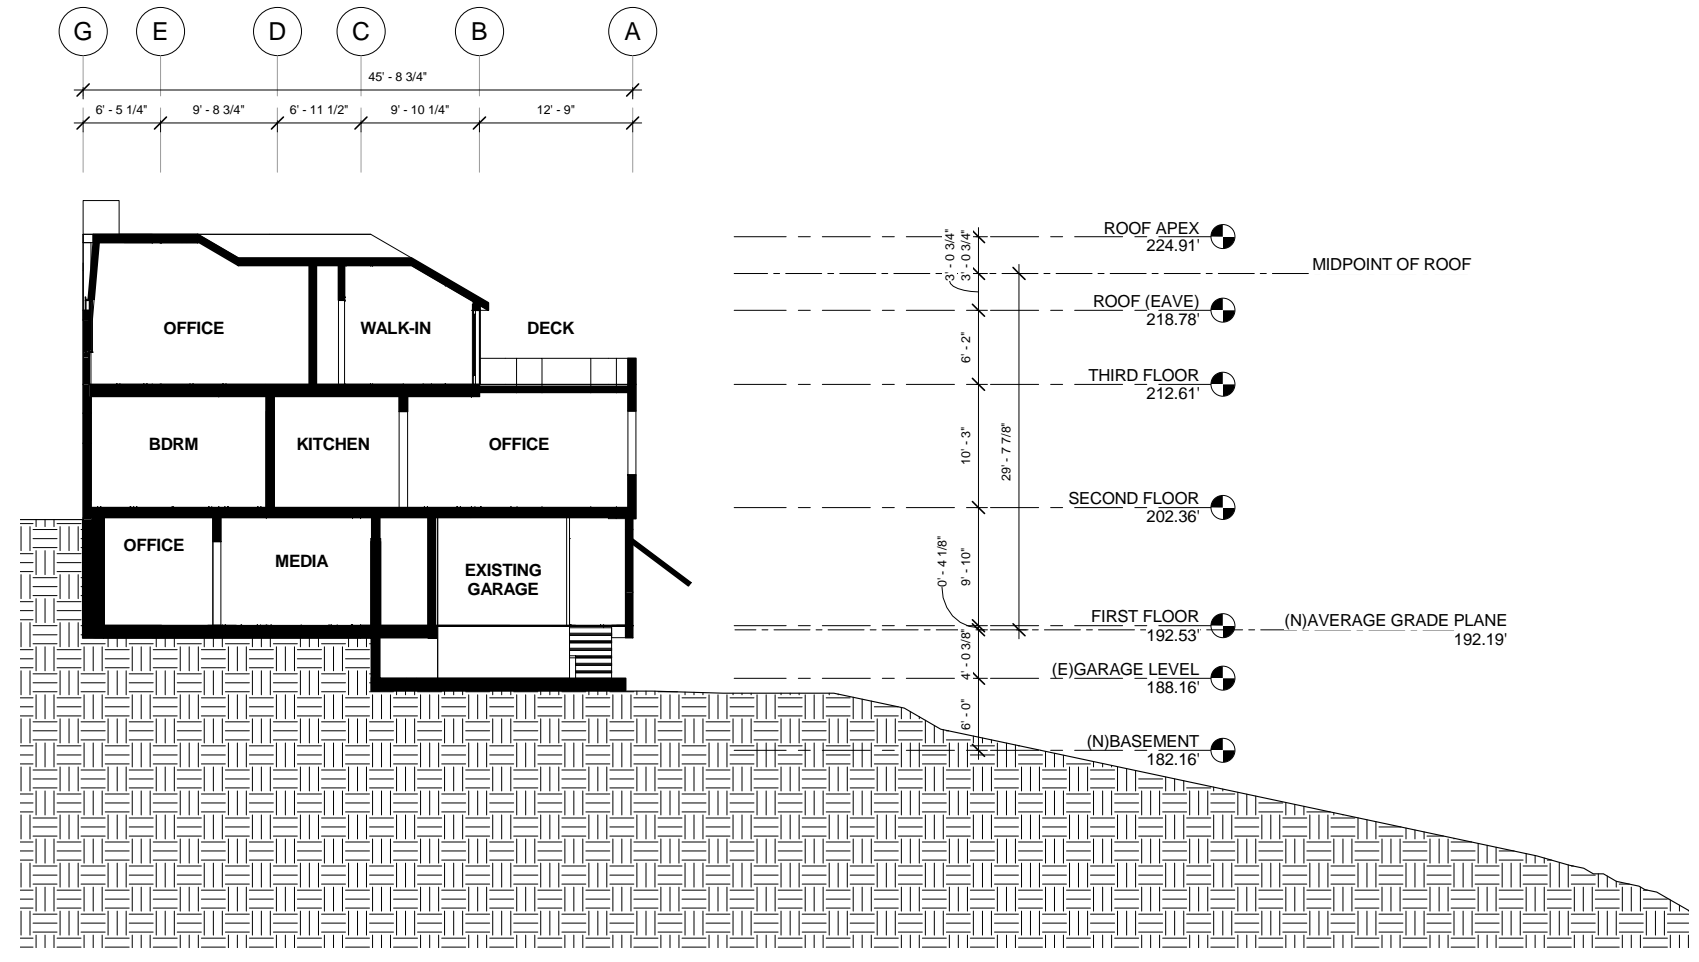 G E D C B A
45' - 8 3/4"
6' - 5 1/4" 9' - 8 3/4" 6' - 11 1/2" 9' - 10 1/4" 12' - 9"
ROOF APEX
224.91'
3' - 0 3/4" 3' - 0 3/4"
MIDPOINT OF ROOF
ROOF (EAVE)
218.78'
OFFICE WALK-IN DECK
6' - 2"
THIRD FLOOR
212.61'
BDRM KITCHEN OFFICE
10' - 3"
29' - 7 7/8"
SECOND FLOOR
202.36'
OFFICE
MEDIA
EXISTING
GARAGE
0' - 4 1/8"
9' - 10"
FIRST FLOOR
192.53'
(N)AVERAGE GRADE PLANE
192.19'
4' - 0 3/8"
(E)GARAGE LEVEL
188.16'
6' - 0"
(N)BASEMENT
182.16'